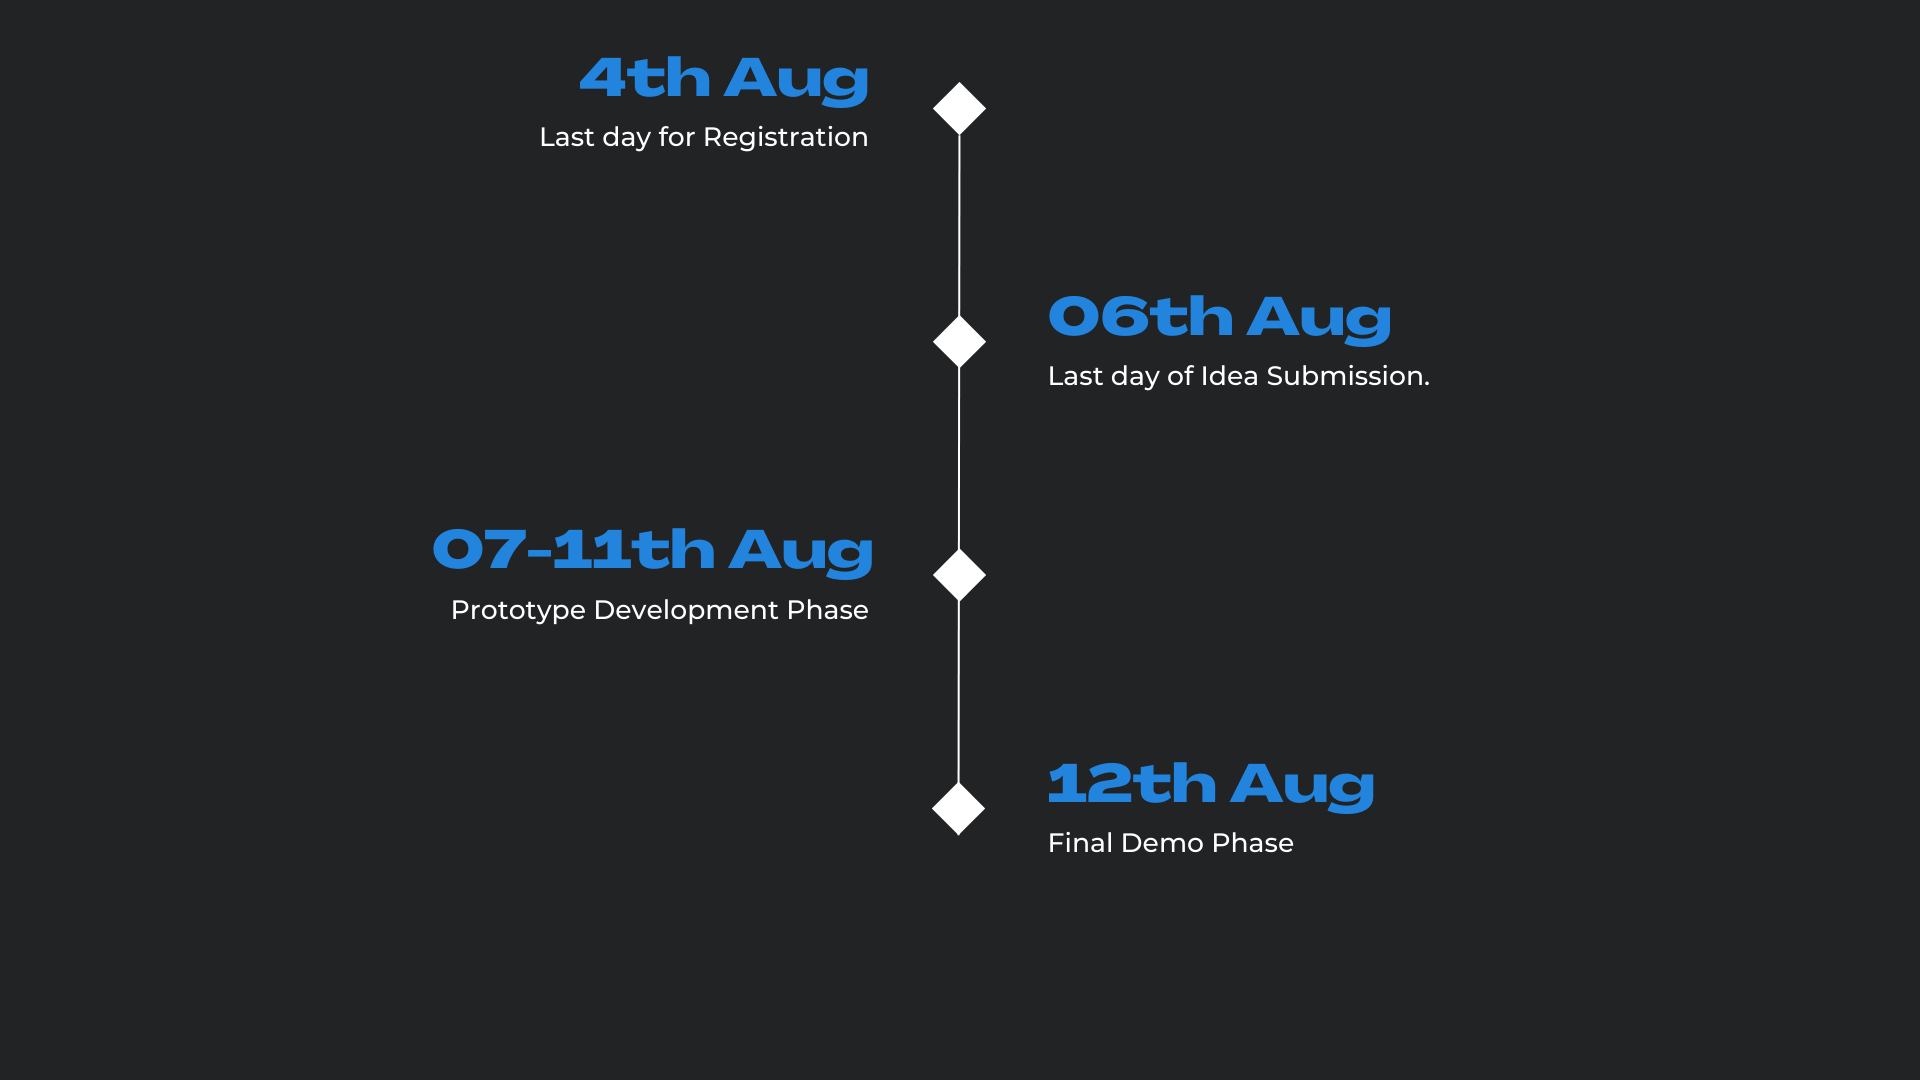 4th Aug
Last day for Registration
06th Aug
Last day of Idea Submission.
07-11th Aug
Prototype Development Phase
12th Aug
Final Demo Phase